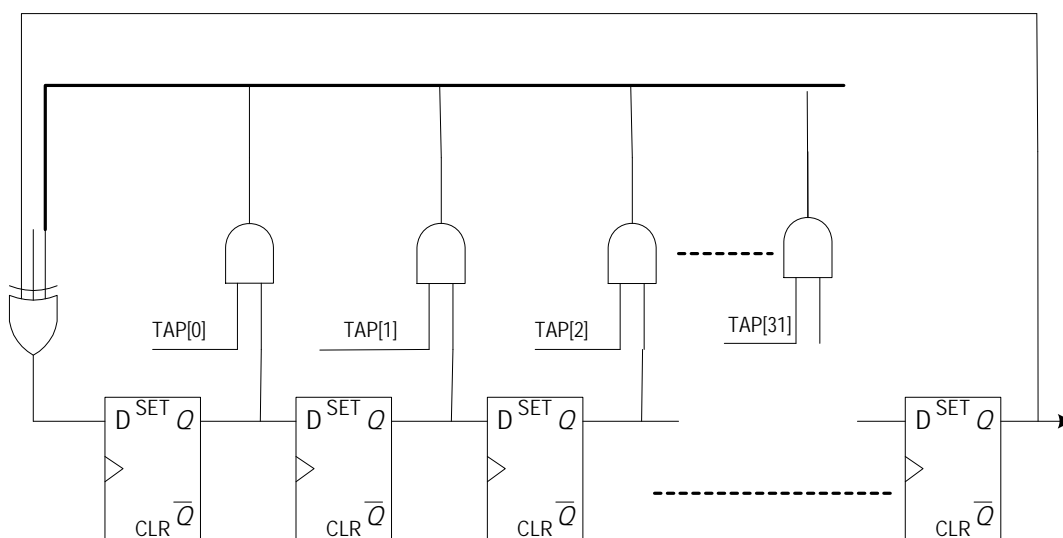 TAP[0]
TAP[1]
TAP[2]
TAP[31]
D SET Q
Q̅
CLR
D SET Q
Q̅
CLR
D SET Q
Q̅
CLR
D SET Q
Q̅
CLR